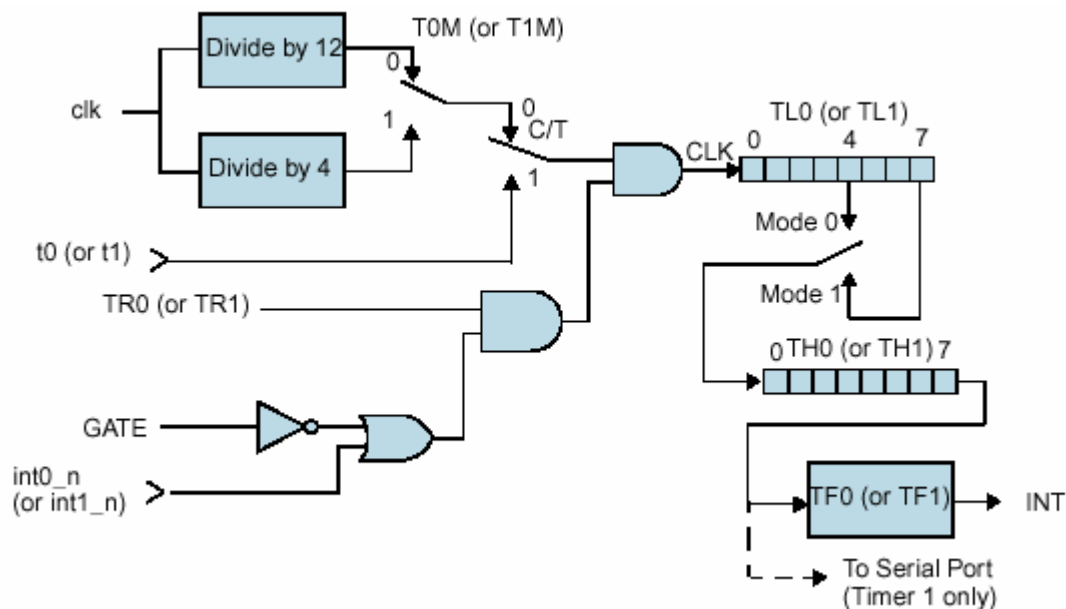 T0M (or T1M)
Divide by 12
0
clk
1
0
C/T
Divide by 4
1
t0 (or t1)
CLK
TL0 (or TL1)
0 4 7
Mode 0
Mode 1
TR0 (or TR1)
0 TH0 (or TH1) 7
GATE
int0_n
(or int1_n)
TF0 (or TF1)
INT
To Serial Port
(Timer 1 only)